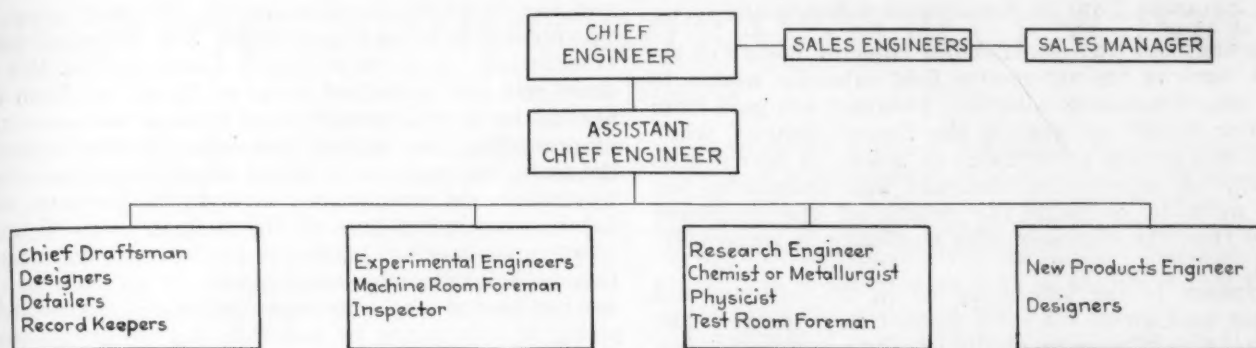 CHIEF
ENGINEER
SALES ENGINEERS
SALES MANAGER
ASSISTANT
CHIEF ENGINEER
Chief Draftsman
Designers
Detailers
Record Keepers
Experimental Engineers
Machine Room Foreman
Inspector
Research Engineer
Chemist or Metallurgist
Physicist
Test Room Foreman
New Products Engineer
Designers